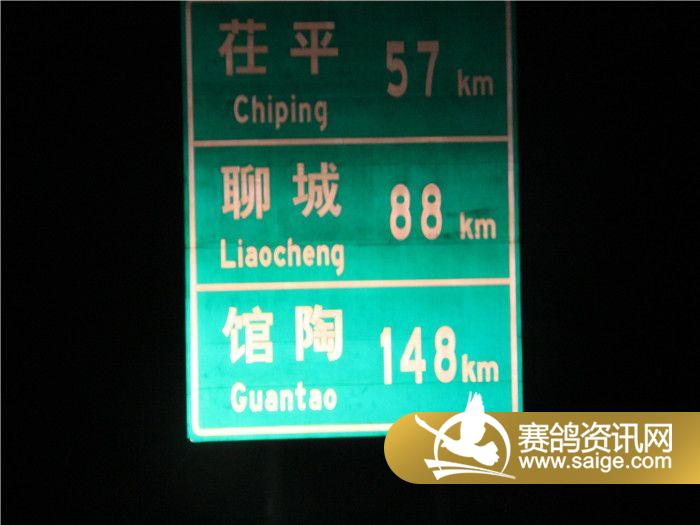 茌平 57 km
Chiping
聊城 88 km
Liaocheng
馆陶 148 km
Guantao
赛鸽资讯网
www.saige.com